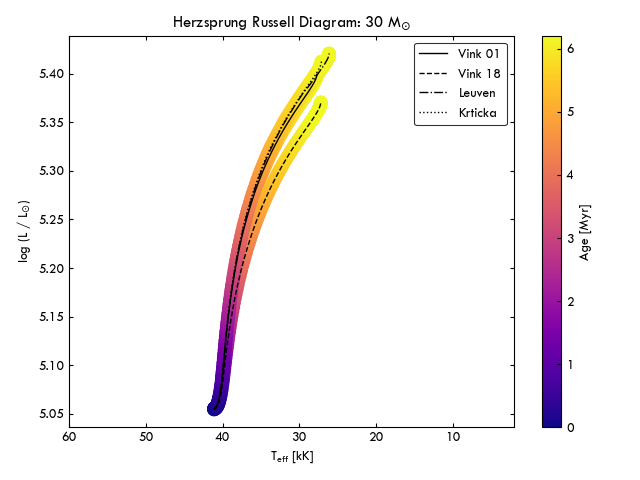 Herzsprung Russell Diagram: 30 M☉
log (L / L☉)
5.40
5.35
5.30
5.25
5.20
5.15
5.10
5.05
60
50
40
30
20
10
T_eff [kK]
Vink 01
Vink 18
Leuven
Krticka
6
5
4
3
2
1
0
Age [Myr]